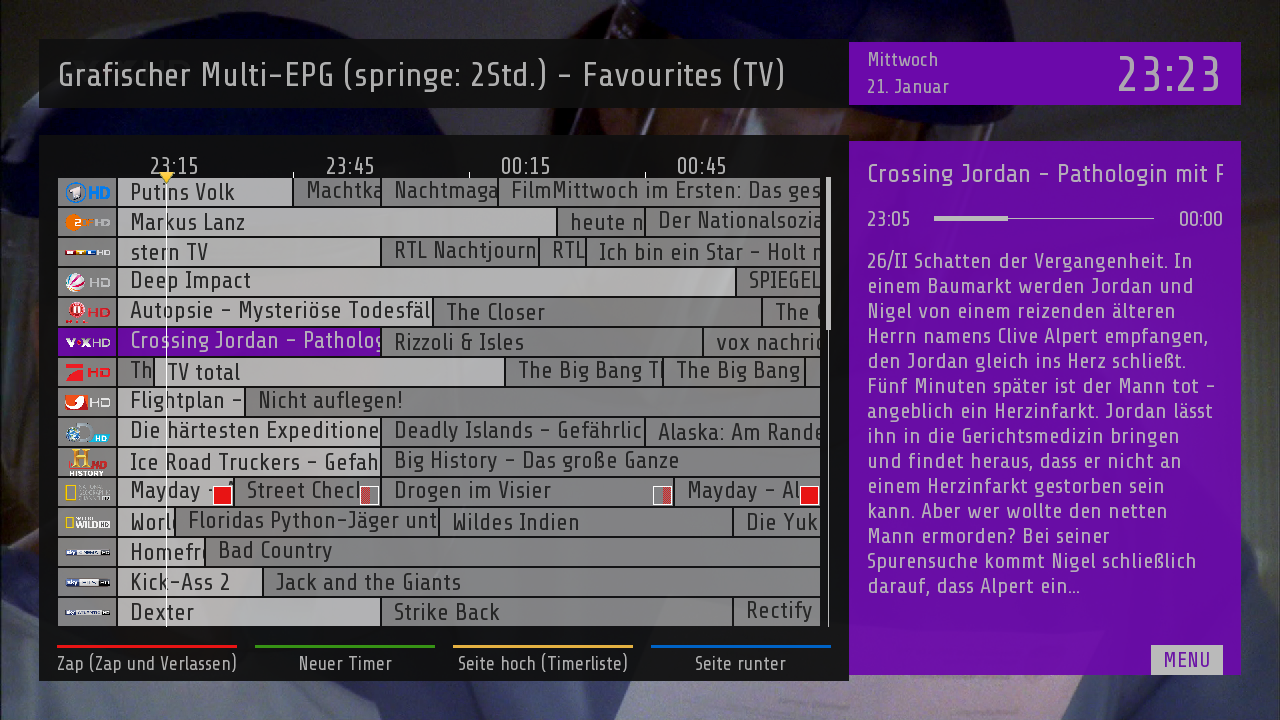 Grafischer Multi-EPG (springe: 2Std.) - Favourites (TV)
Mittwoch
21. Januar
23:23
23:15 23:45 00:15 00:45
HD Putins Volk Machtka Nachtmaga FilmMittwoch im Ersten: Das ges
2 HD Markus Lanz heute n Der Nationalsozia
HD stern TV RTL Nachtjourn RTL Ich bin ein Star - Holt m
HD Deep Impact SPIEGEL
HD Autopsie - Mysteriöse Todesfäl The Closer The C
VOX HD Crossing Jordan - Patholog Rizzoli & Isles vox nachric
HD Th TV total The Big Bang T The Big Bang
HD Flightplan - Nicht auflegen!
HD Die härtesten Expeditione Deadly Islands - Gefährlic Alaska: Am Rande
HISTORY HD Ice Road Truckers - Gefah Big History - Das große Ganze
Mayday - Street Check Drogen im Visier Mayday - Al
WILD HD Worl Floridas Python-Jäger unt Wildes Indien Die Yuk
sky HD Homefr Bad Country
sky HD Kick-Ass 2 Jack and the Giants
sky HD Dexter Strike Back Rectify
Zap (Zap und Verlassen) Neuer Timer Seite hoch (Timerliste) Seite runter
Crossing Jordan - Pathologin mit P
23:05 00:00
26/II Schatten der Vergangenheit. In
einem Baumarkt werden Jordan und
Nigel von einem reizenden älteren
Herrn namens Clive Alpert empfangen,
den Jordan gleich ins Herz schließt.
Fünf Minuten später ist der Mann tot -
angeblich ein Herzinfarkt. Jordan lässt
ihn in die Gerichtsmedizin bringen
und findet heraus, dass er nicht an
einem Herzinfarkt gestorben sein
kann. Aber wer wollte den netten
Mann ermorden? Bei seiner
Spurensuche kommt Nigel schließlich
darauf, dass Alpert ein...
MENU